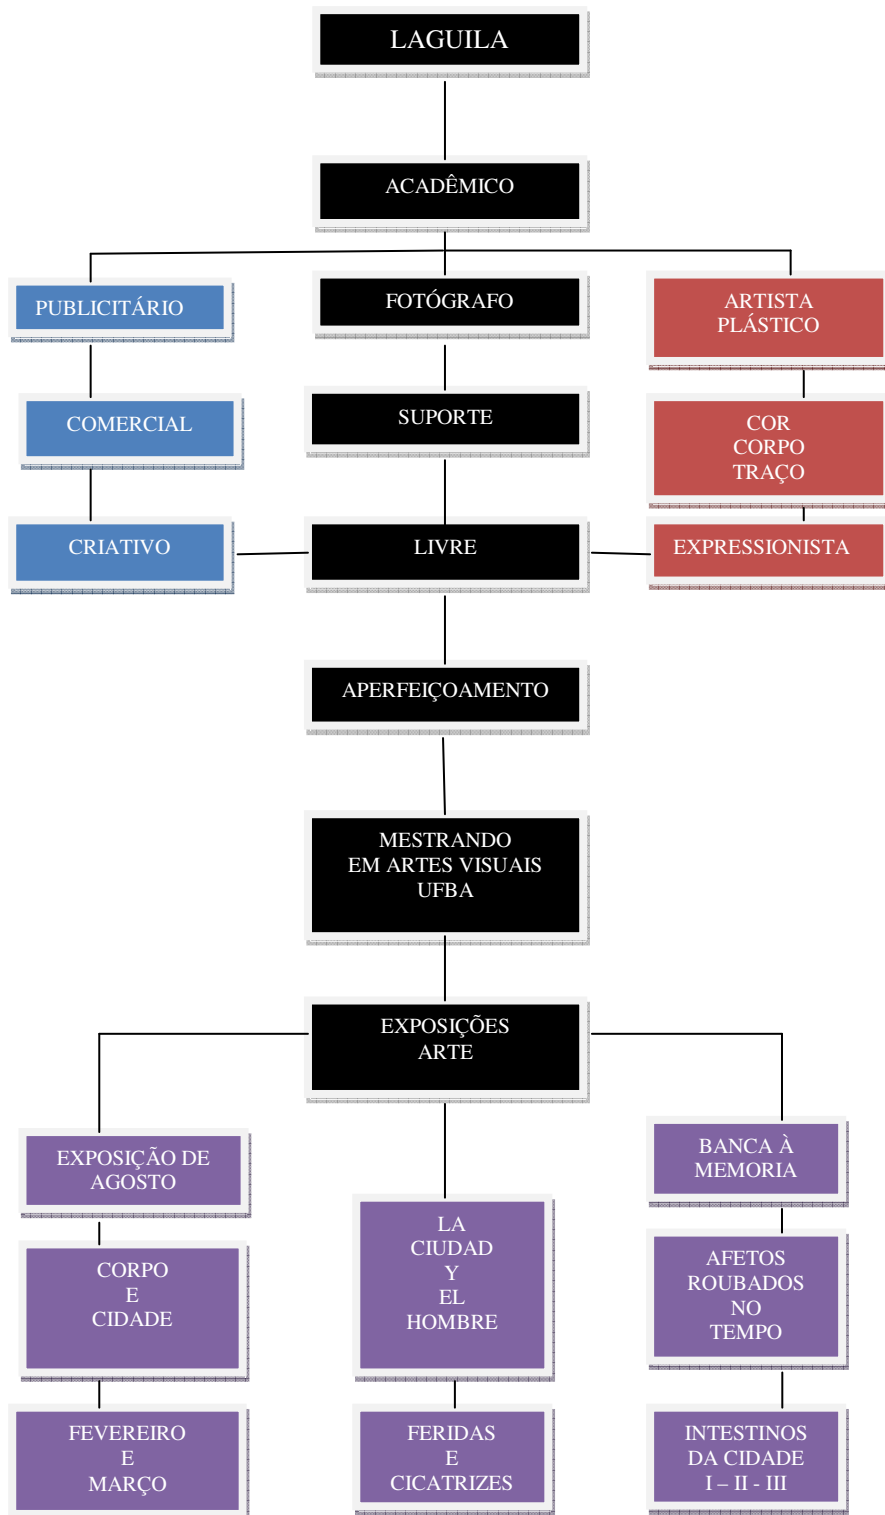 LAGUILA
ACADÊMICO
PUBLICITÁRIO
FOTÓGRAFO
ARTISTA
PLÁSTICO
COMERCIAL
SUPORTE
COR
CORPO
TRAÇO
CRIATIVO
LIVRE
EXPRESSIONISTA
APERFEIÇOAMENTO
MESTRANDO
EM ARTES VISUAIS
UFBA
EXPOSIÇÕES
ARTE
EXPOSIÇÃO DE
AGOSTO
CORPO
E
CIDADE
FEVEREIRO
E
MARÇO
LA
CIUDAD
Y
EL
HOMBRE
FERIDAS
E
CICATRIZES
BANCA À
MEMORIA
AFETOS
ROUBADOS
NO
TEMPO
INTESTINOS
DA CIDADE
I – II - III